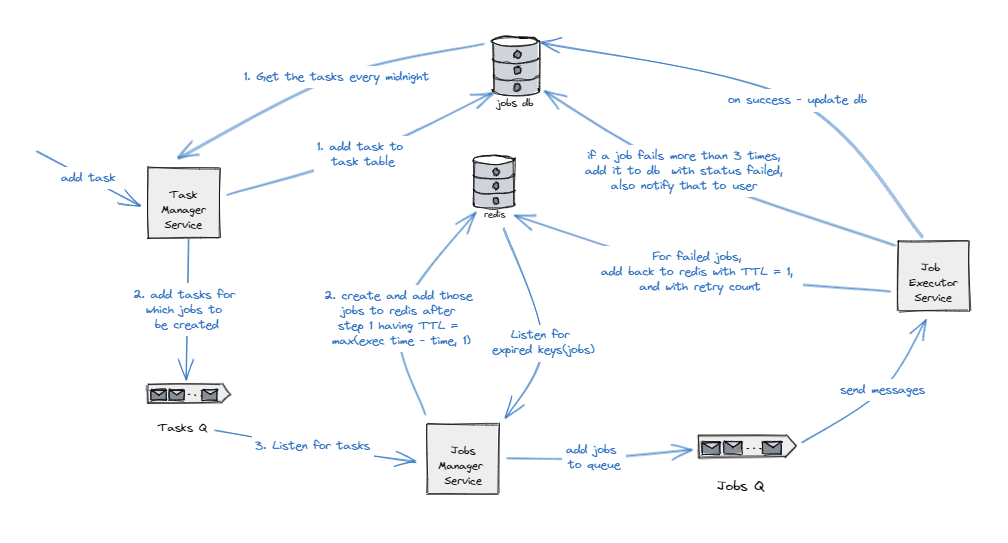 1. Get the tasks every midnight
jobs db
on success - update db
1. add task to
task table
if a job fails more than 3 times,
add it to db with status failed,
also notify that to user
add task
Task
Manager
Service
redis
For failed jobs,
add back to redis with TTL = 1,
and with retry count
Job
Executor
Service
2. add tasks for
which jobs to
be created
2. create and add those
jobs to redis after
step 1 having TTL =
max(exec time - time, 1)
Listen for
expired keys(jobs)
send messages
Tasks Q
3. Listen for tasks
Jobs
Manager
Service
add jobs
to queue
Jobs Q